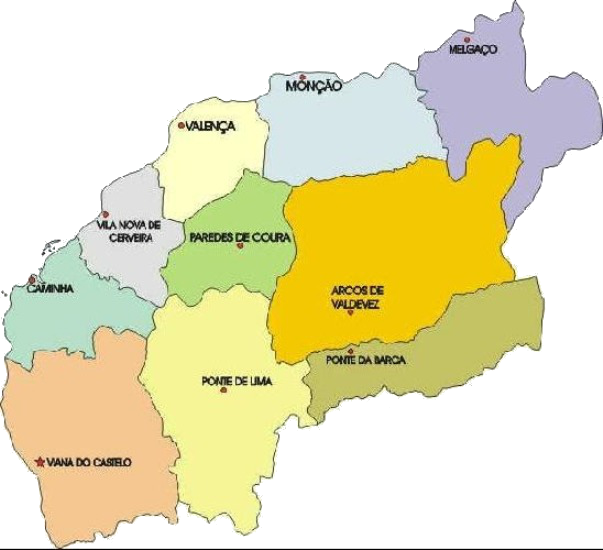 MELGAÇO
MONÇÃO
VALENÇA
VILA NOVA DE
CERVEIRA
PAREDES DE COURA
CAMINHA
ARCOS DE
VALDEVEZ
PONTE DA BARCA
PONTE DE LIMA
VIANA DO CASTELO